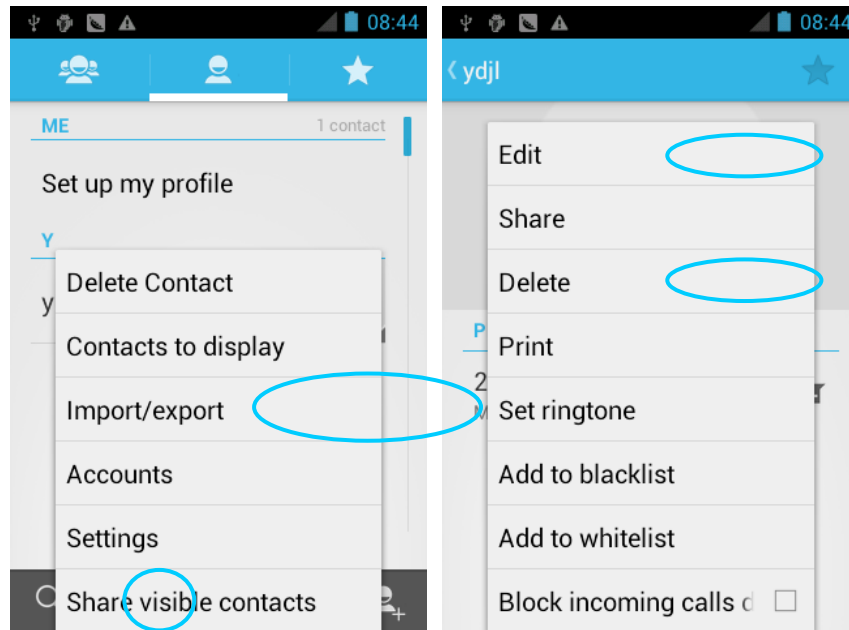 08:44
ME
1 contact
Set up my profile
Y
y
Delete Contact
Contacts to display
Import/export
Accounts
Settings
Share visible contacts
08:44
ydjl
Edit
Share
Delete
P
Print
2
M
Set ringtone
Add to blacklist
Add to whitelist
Block incoming calls d